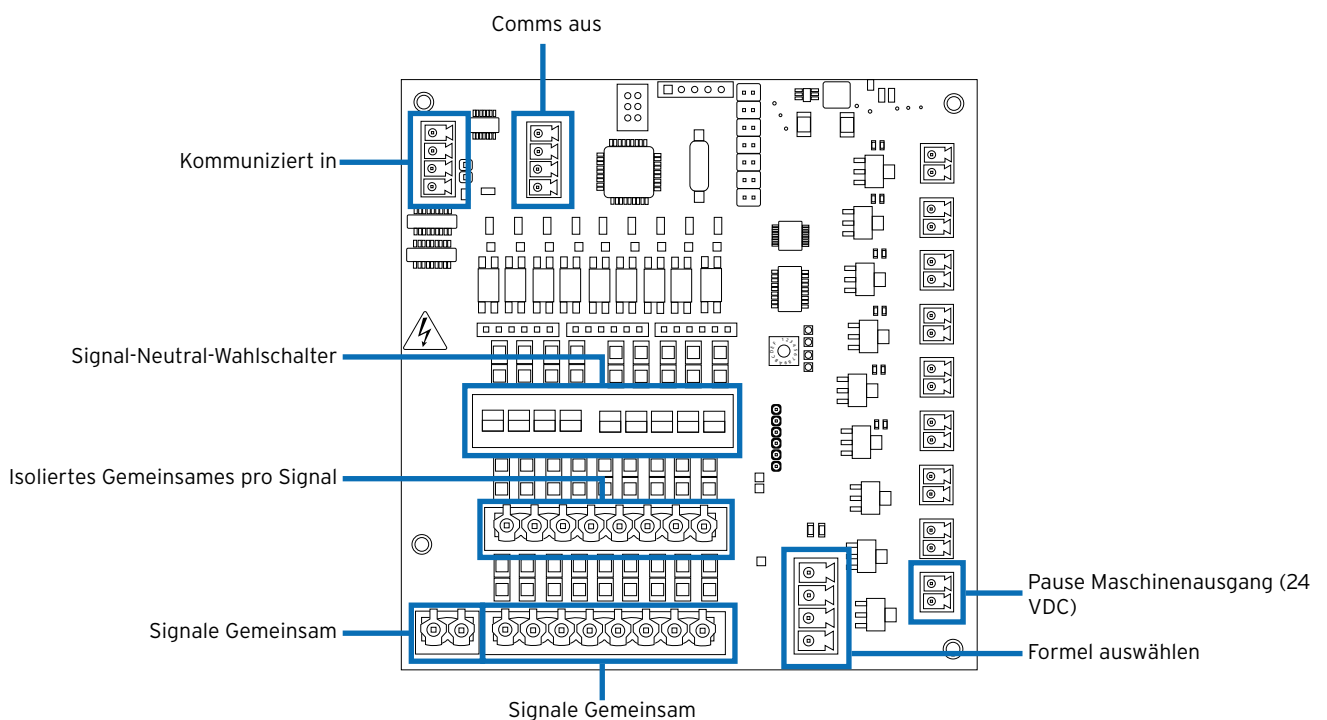 Comms aus
Kommuniziert in
Signal-Neutral-Wahlschalter
Isoliertes Gemeinsames pro Signal
Pause Maschinenausgang (24
VDC)
Signale Gemeinsam
Formel auswählen
Signale Gemeinsam